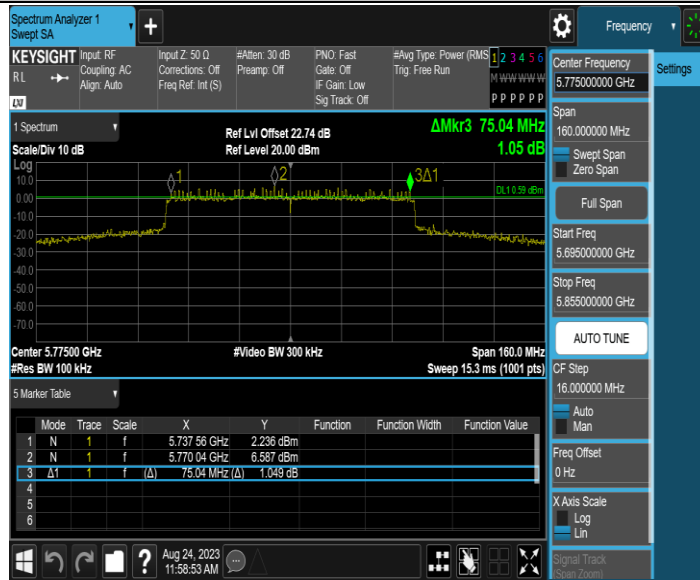 Spectrum Analyzer 1
Swept SA
+
Frequency
KEYSIGHT
Input: RF
Input Z: 50 Ω
#Atten: 30 dB
PNO: Fast
#Avg Type: Power (RMS
1 2 3 4 5 6
RL
Coupling: AC
Corrections: Off
Preamp: Off
Gate: Off
Trig: Free Run
M W W W W W
Align: Auto
Freq Ref: Int (S)
IF Gain: Low
Sig Track: Off
P P P P P P
LXI
1 Spectrum
Ref Lvl Offset 22.74 dB
ΔMkr3 75.04 MHz
Scale/Div 10 dB
Ref Level 20.00 dBm
1.05 dB
Log
10.0
0.00
-10.0
-20.0
-30.0
-40.0
-50.0
-60.0
-70.0
1
2
3Δ1
DL1 0.59 dBm
Center 5.77500 GHz
#Video BW 300 kHz
Span 160.0 MHz
#Res BW 100 kHz
Sweep 15.3 ms (1001 pts)
5 Marker Table
Mode Trace Scale X Y Function Function Width Function Value
1 N 1 f 5.737 56 GHz 2.236 dBm
2 N 1 f 5.770 04 GHz 6.587 dBm
3 Δ1 1 f (Δ) 75.04 MHz (Δ) 1.049 dB
4
5
6
?
Aug 24, 2023
11:58:53 AM
Center Frequency
5.775000000 GHz
Settings
Span
160.000000 MHz
Swept Span
Zero Span
Full Span
Start Freq
5.695000000 GHz
Stop Freq
5.855000000 GHz
AUTO TUNE
CF Step
16.000000 MHz
Auto
Man
Freq Offset
0 Hz
X Axis Scale
Log
Lin
Signal Track
(Span Zoom)